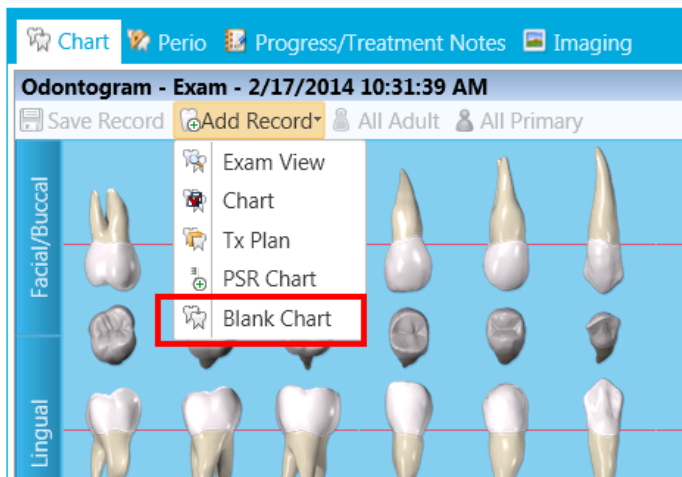 Chart Perio Progress/Treatment Notes Imaging
Odontogram - Exam - 2/17/2014 10:31:39 AM
Save Record Add Record All Adult All Primary
Exam View
Chart
Tx Plan
PSR Chart
Blank Chart
Facial/Buccal
Lingual